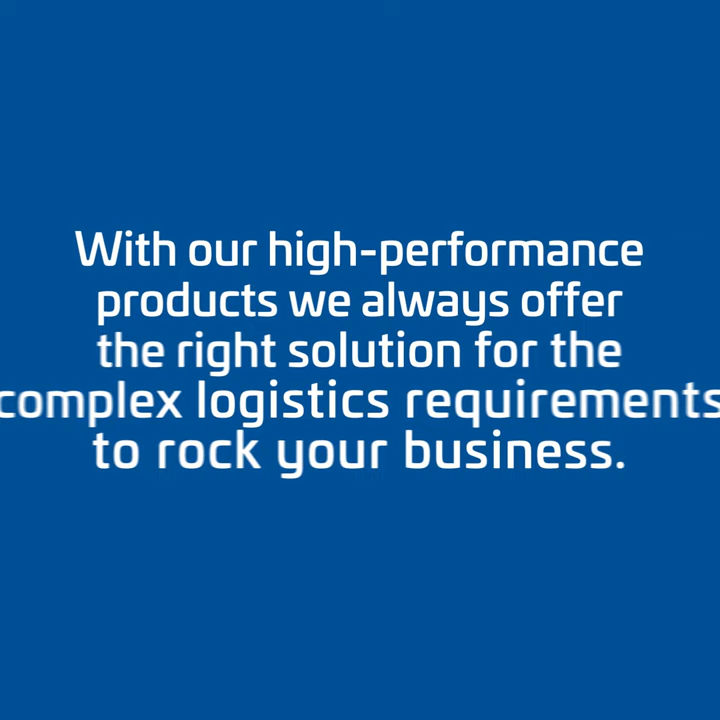 With our high-performance
products we always offer
the right solution for the
complex logistics requirements
to rock your business.